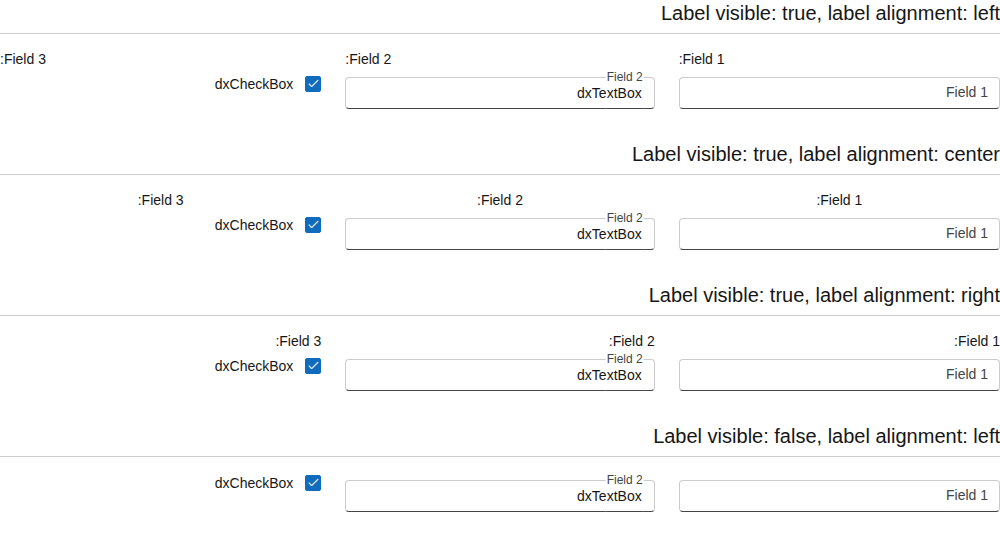 Label visible: true, label alignment: left
:Field 1
:Field 2
:Field 3
Field 1
Field 2
dxTextBox
dxCheckBox
Label visible: true, label alignment: center
:Field 1
:Field 2
:Field 3
Field 1
Field 2
dxTextBox
dxCheckBox
Label visible: true, label alignment: right
:Field 1
:Field 2
:Field 3
Field 1
Field 2
dxTextBox
dxCheckBox
Label visible: false, label alignment: left
Field 1
Field 2
dxTextBox
dxCheckBox